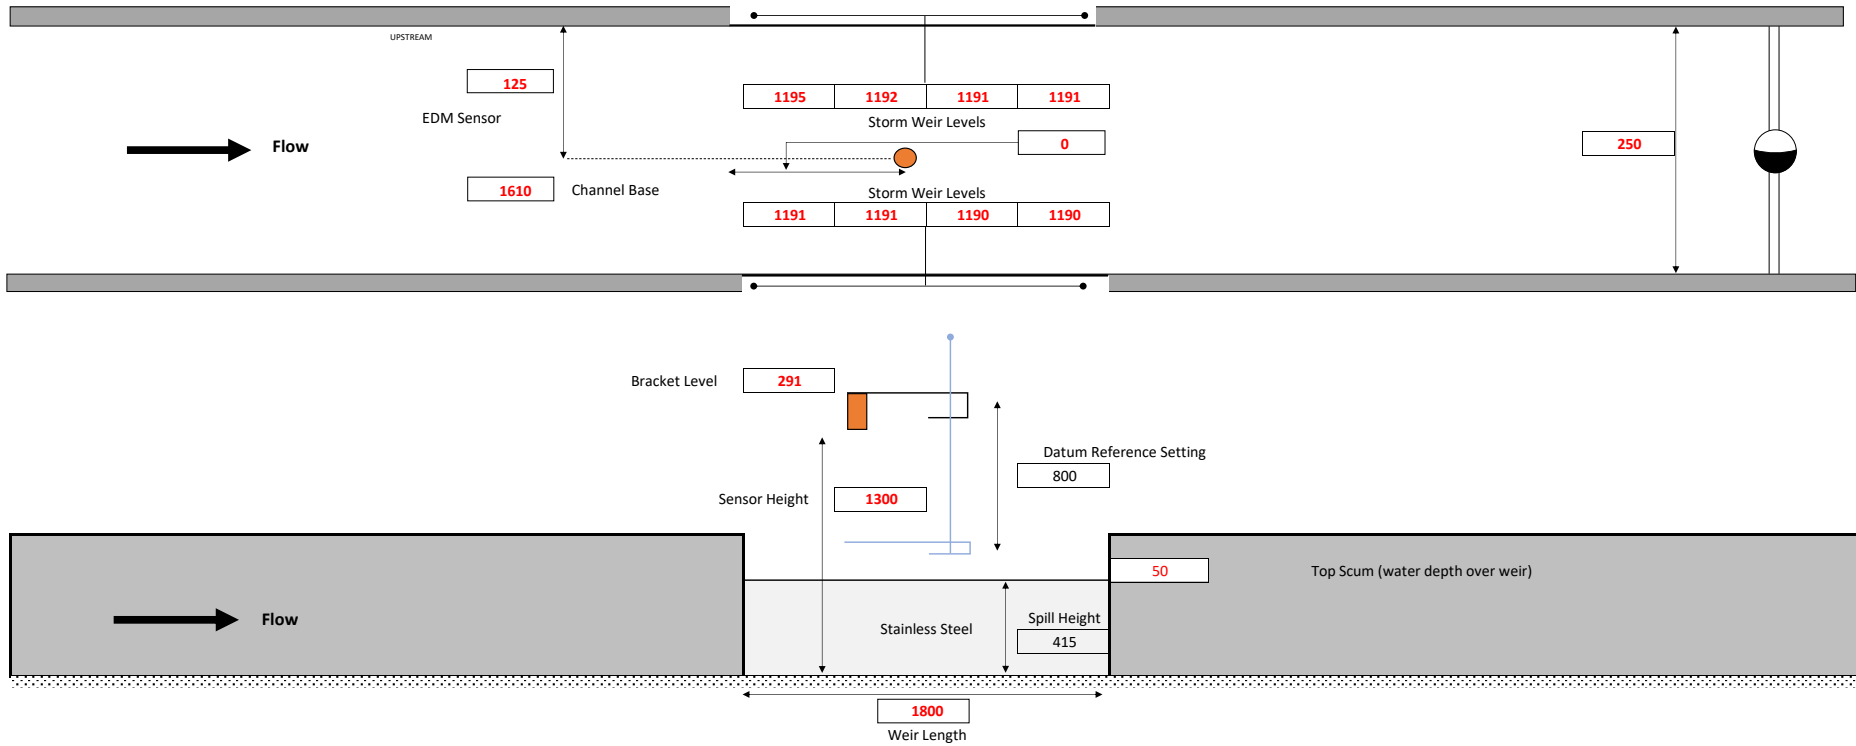 UPSTREAM
125
EDM Sensor
1195 1192 1191 1191
Storm Weir Levels
Flow
0
250
1610 Channel Base
Storm Weir Levels
1191 1191 1190 1190
Bracket Level 291
Datum Reference Setting
800
Sensor Height 1300
50 Top Scum (water depth over weir)
Flow
Stainless Steel
Spill Height
415
1800
Weir Length